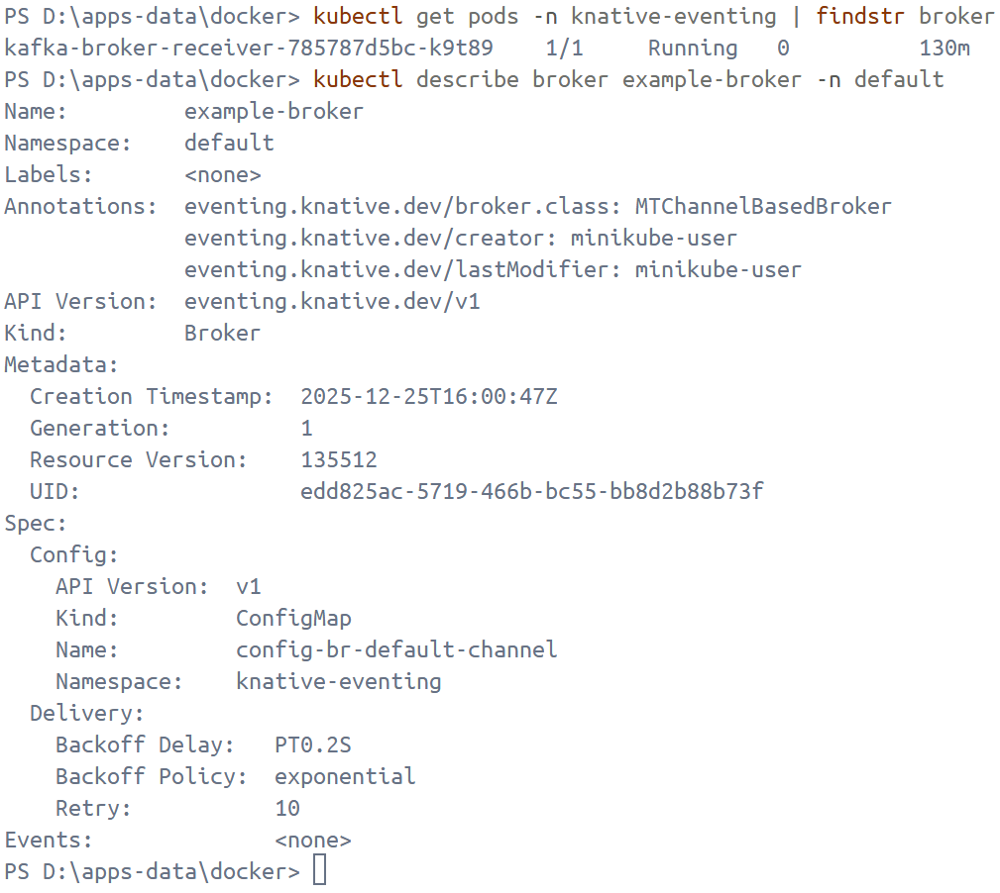 PS D:\apps-data\docker> kubectl get pods -n knative-eventing | findstr broker
kafka-broker-receiver-785787d5bc-k9t89    1/1     Running   0          130m
PS D:\apps-data\docker> kubectl describe broker example-broker -n default
Name:         example-broker
Namespace:    default
Labels:       <none>
Annotations:  eventing.knative.dev/broker.class: MTChannelBasedBroker
              eventing.knative.dev/creator: minikube-user
              eventing.knative.dev/lastModifier: minikube-user
API Version:  eventing.knative.dev/v1
Kind:         Broker
Metadata:
  Creation Timestamp:  2025-12-25T16:00:47Z
  Generation:          1
  Resource Version:    135512
  UID:                 edd825ac-5719-466b-bc55-bb8d2b88b73f
Spec:
  Config:
    API Version:  v1
    Kind:         ConfigMap
    Name:         config-br-default-channel
    Namespace:    knative-eventing
  Delivery:
    Backoff Delay:   PT0.2S
    Backoff Policy:  exponential
    Retry:           10
Events:              <none>
PS D:\apps-data\docker>